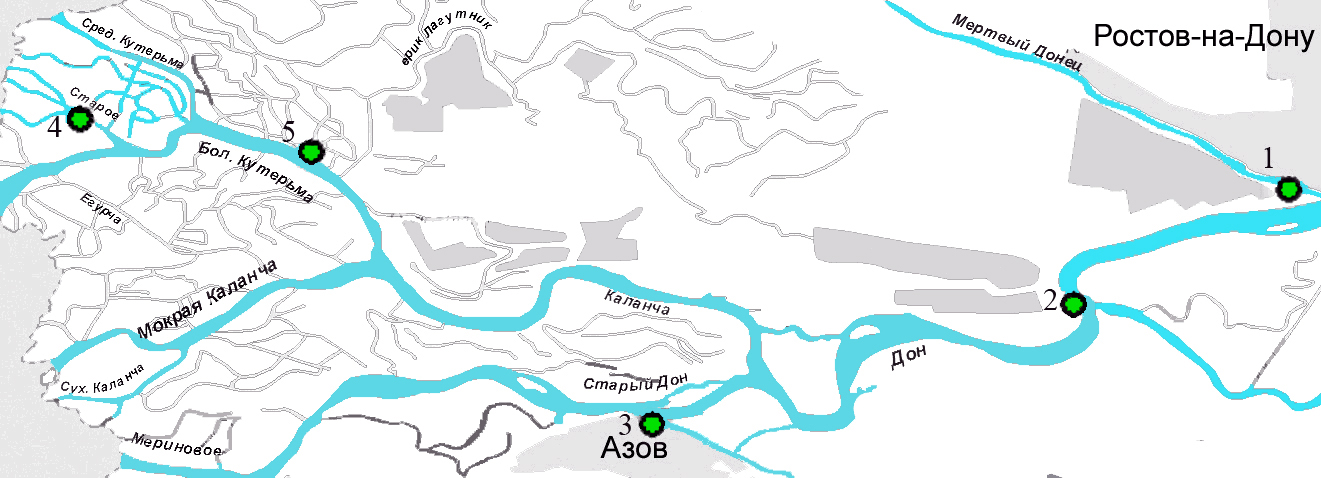 Сред. Кутерьма
ерик Лагутник
Мертвый Донец
Ростов-на-Дону
Старое
4
5
1
Бол. Кутерьма
Егурча
Мокрая Каланча
Каланча
2
Дон
Сух. Каланча
Старый Дон
3
Азов
Мериновое